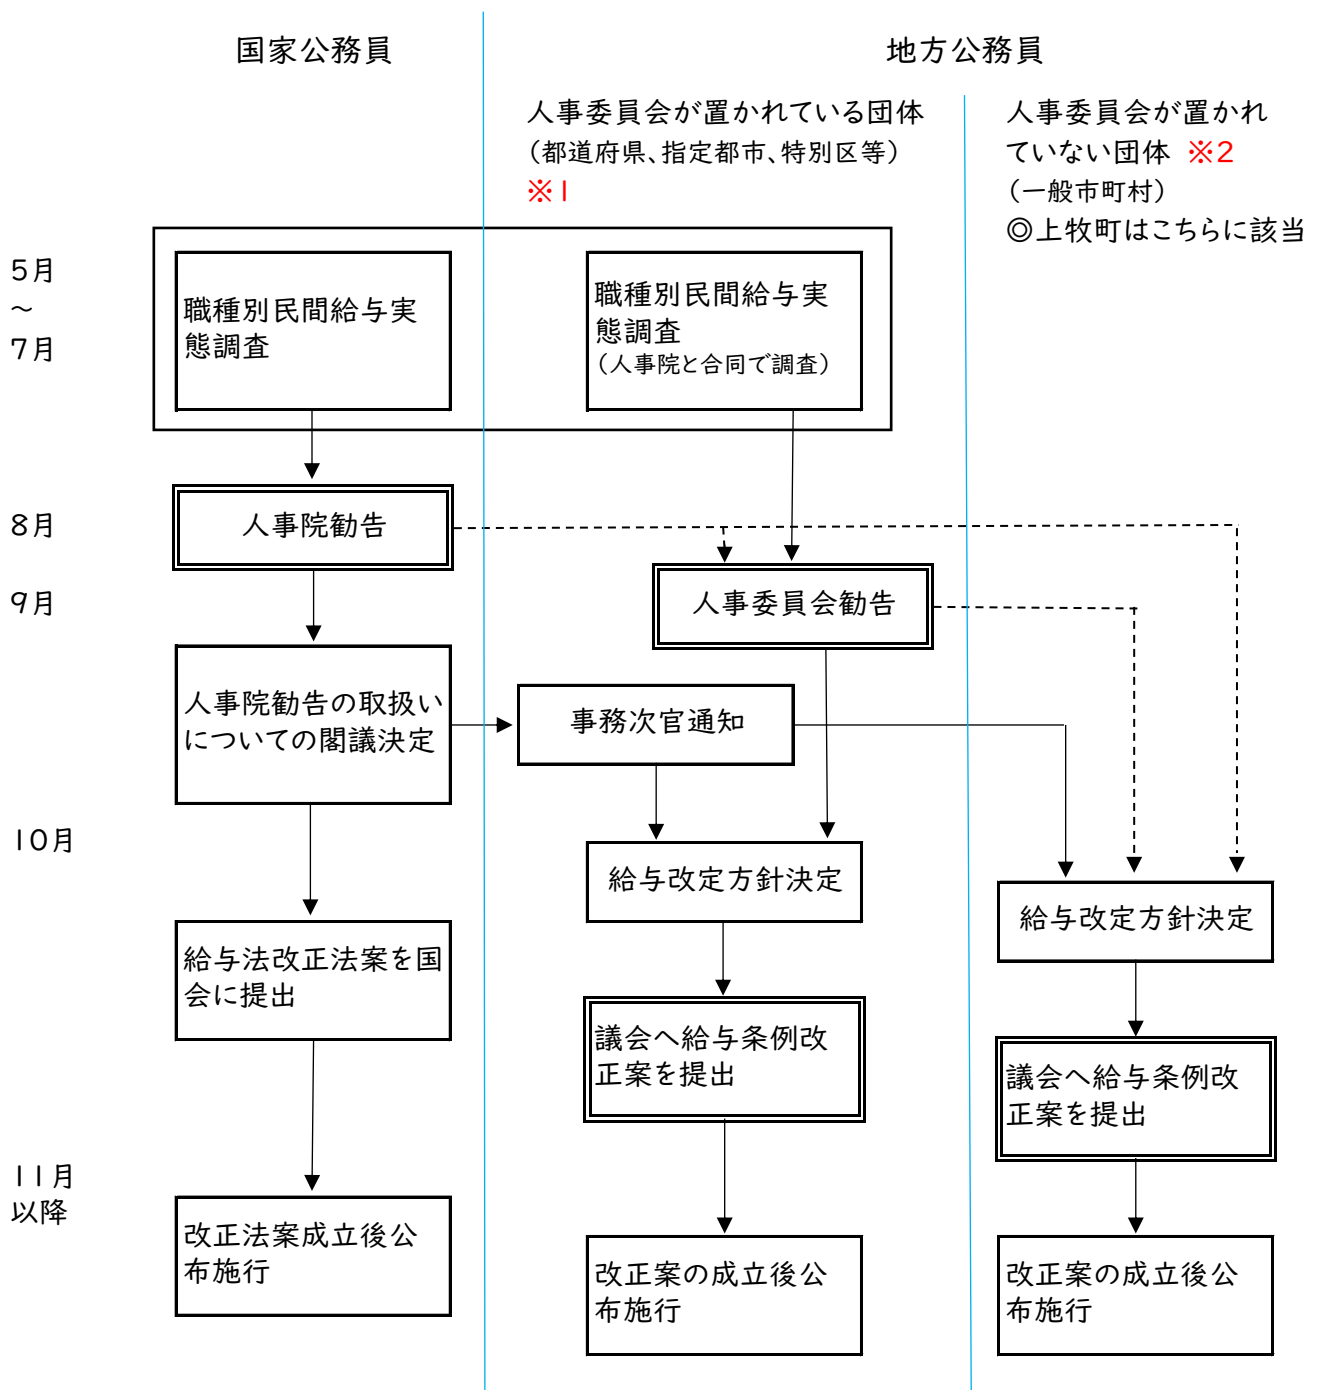 国家公務員
地方公務員
人事委員会が置かれている団体
（都道府県、指定都市、特別区等）
※1
人事委員会が置かれ
ていない団体 ※2
（一般市町村）
◎上牧町はこちらに該当
5月
～
7月
職種別民間給与実
態調査
職種別民間給与実
態調査
（人事院と合同で調査）
8月
人事院勧告
9月
人事委員会勧告
人事院勧告の取扱い
についての閣議決定
事務次官通知
10月
給与改定方針決定
給与改定方針決定
給与法改正法案を国
会に提出
議会へ給与条例改
正案を提出
議会へ給与条例改
正案を提出
11月
以降
改正法案成立後公
布施行
改正案の成立後公
布施行
改正案の成立後公
布施行